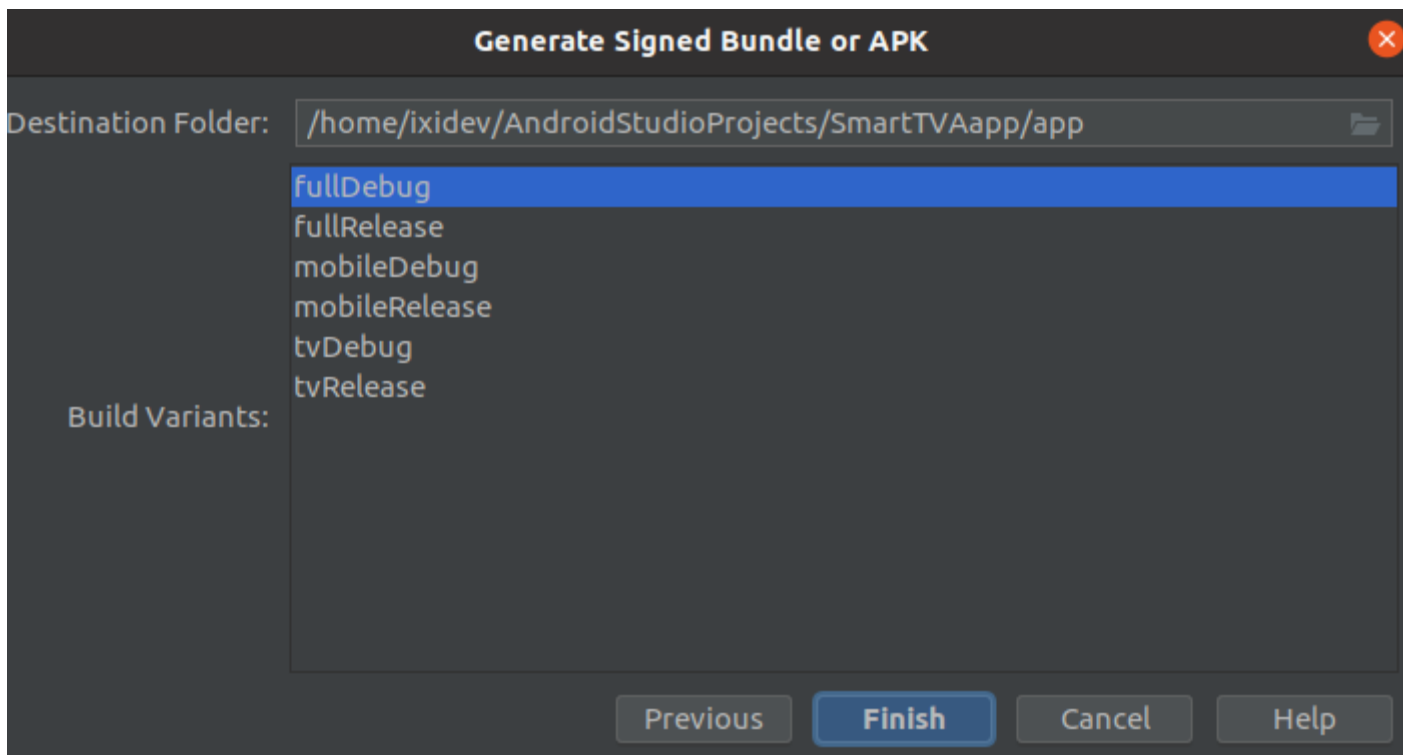 Generate Signed Bundle or APK
Destination Folder: /home/ixidev/AndroidStudioProjects/SmartTVAapp/app
fullDebug
fullRelease
mobileDebug
mobileRelease
tvDebug
tvRelease
Build Variants:
Previous Finish Cancel Help